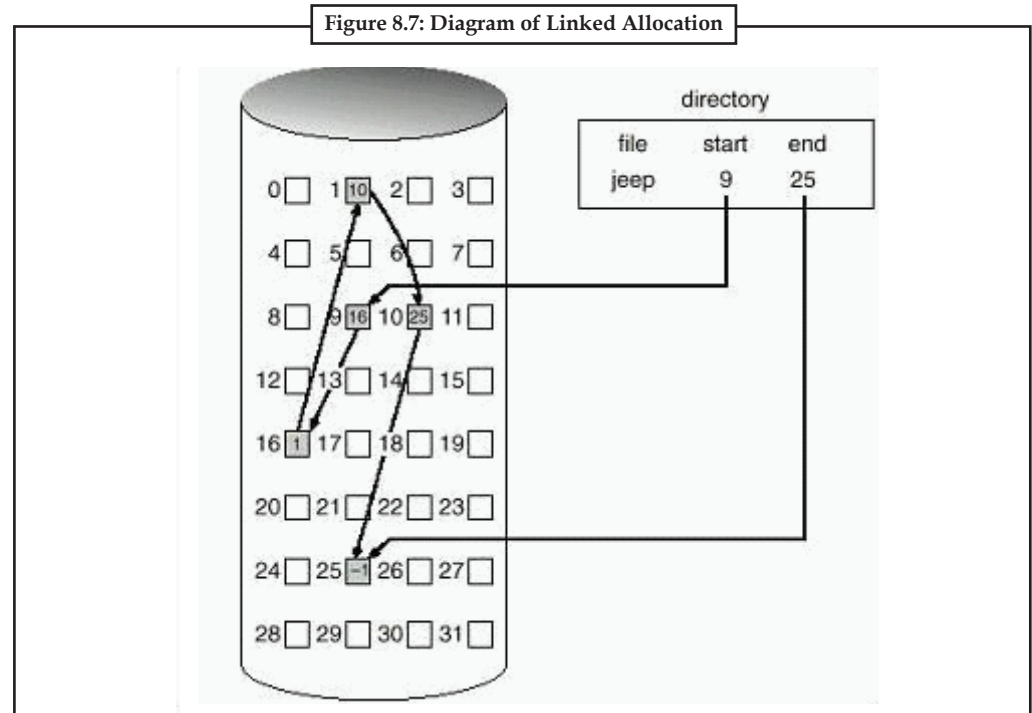 Figure 8.7: Diagram of Linked Allocation
directory
file start end
jeep 9 25
0 1 10 2 3
4 5 6 7
8 9 16 10 25 11
12 13 14 15
16 1 17 18 19
20 21 22 23
24 25 -1 26 27
28 29 30 31